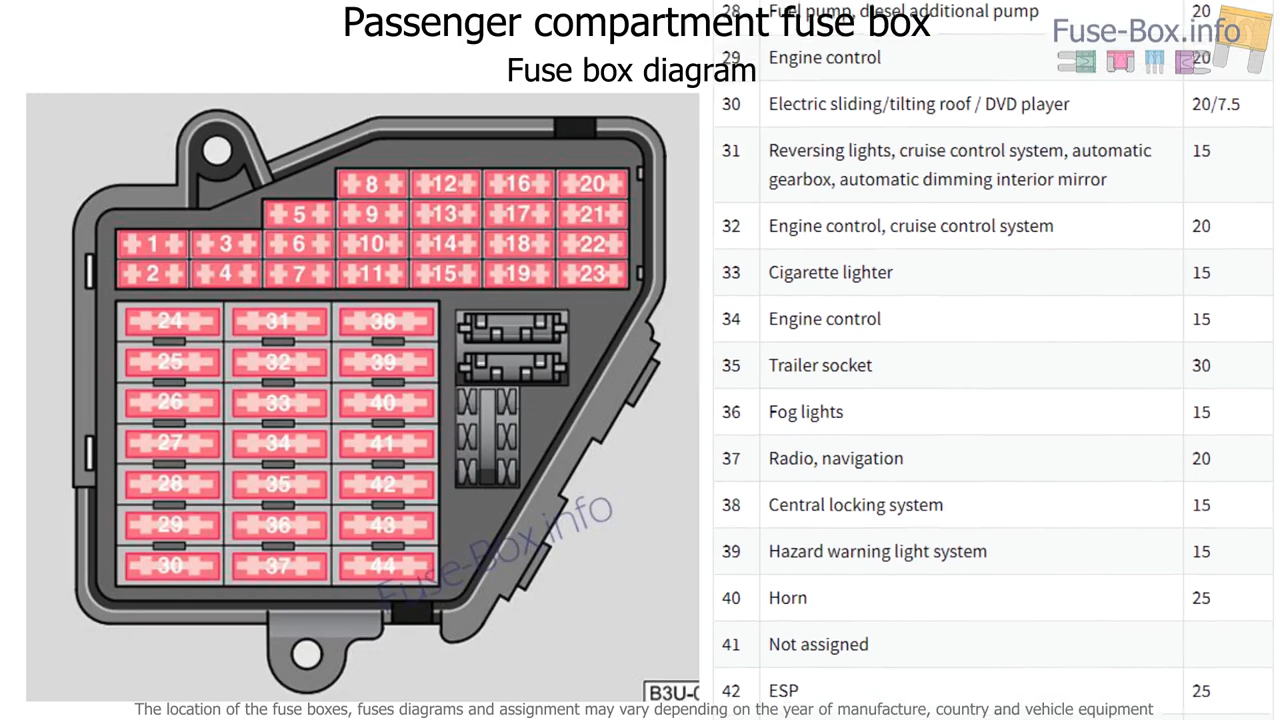 Passenger compartment fuse box
Fuse box diagram
Fuse-Box.info
8 12 16 20
5 9 13 17 21
1 3 6 10 14 18 22
2 4 7 11 15 19 23
24 31 38
25 32 39
26 33 40
27 34 41
28 35 42
29 36 43
30 37 44
Fuse-Box.info
B3U-0
28 Fuel pump, diesel additional pump 20
29 Engine control 20
30 Electric sliding/tilting roof / DVD player 20/7.5
31 Reversing lights, cruise control system, automatic 15
gearbox, automatic dimming interior mirror
32 Engine control, cruise control system 20
33 Cigarette lighter 15
34 Engine control 15
35 Trailer socket 30
36 Fog lights 15
37 Radio, navigation 20
38 Central locking system 15
39 Hazard warning light system 15
40 Horn 25
41 Not assigned
42 ESP 25
The location of the fuse boxes, fuses diagrams and assignment may vary depending on the year of manufacture, country and vehicle equipment